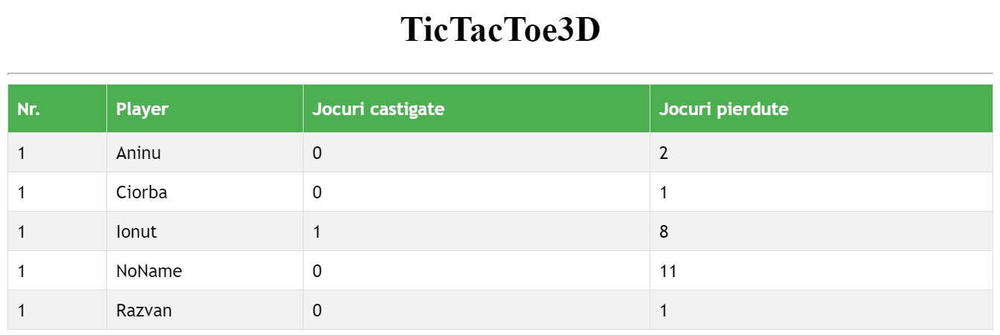 TicTacToe3D
Nr. Player Jocuri castigate Jocuri pierdute
1 Aninu 0 2
1 Ciorba 0 1
1 Ionut 1 8
1 NoName 0 11
1 Razvan 0 1